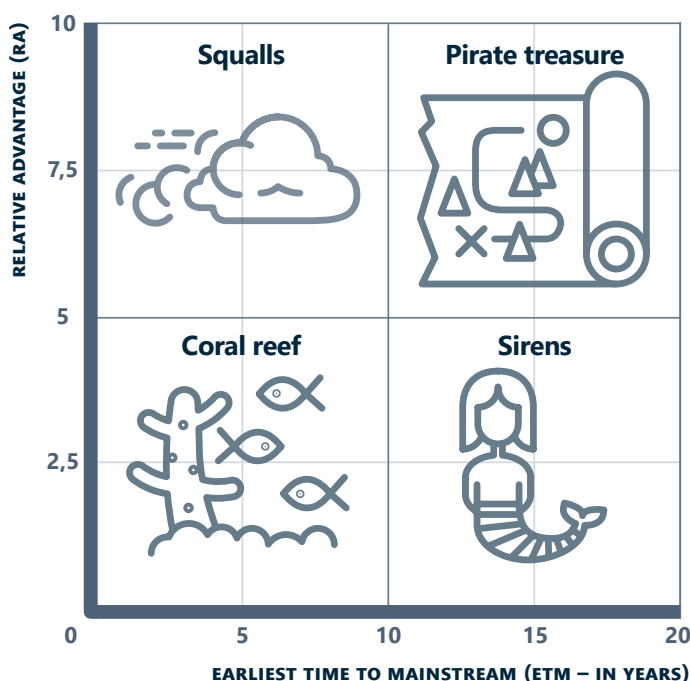 10
RELATIVE ADVANTAGE (RA)
Squalls
Pirate treasure
7,5
5
Coral reef
Sirens
2,5
0
5
10
15
20
EARLIEST TIME TO MAINSTREAM (ETM – IN YEARS)